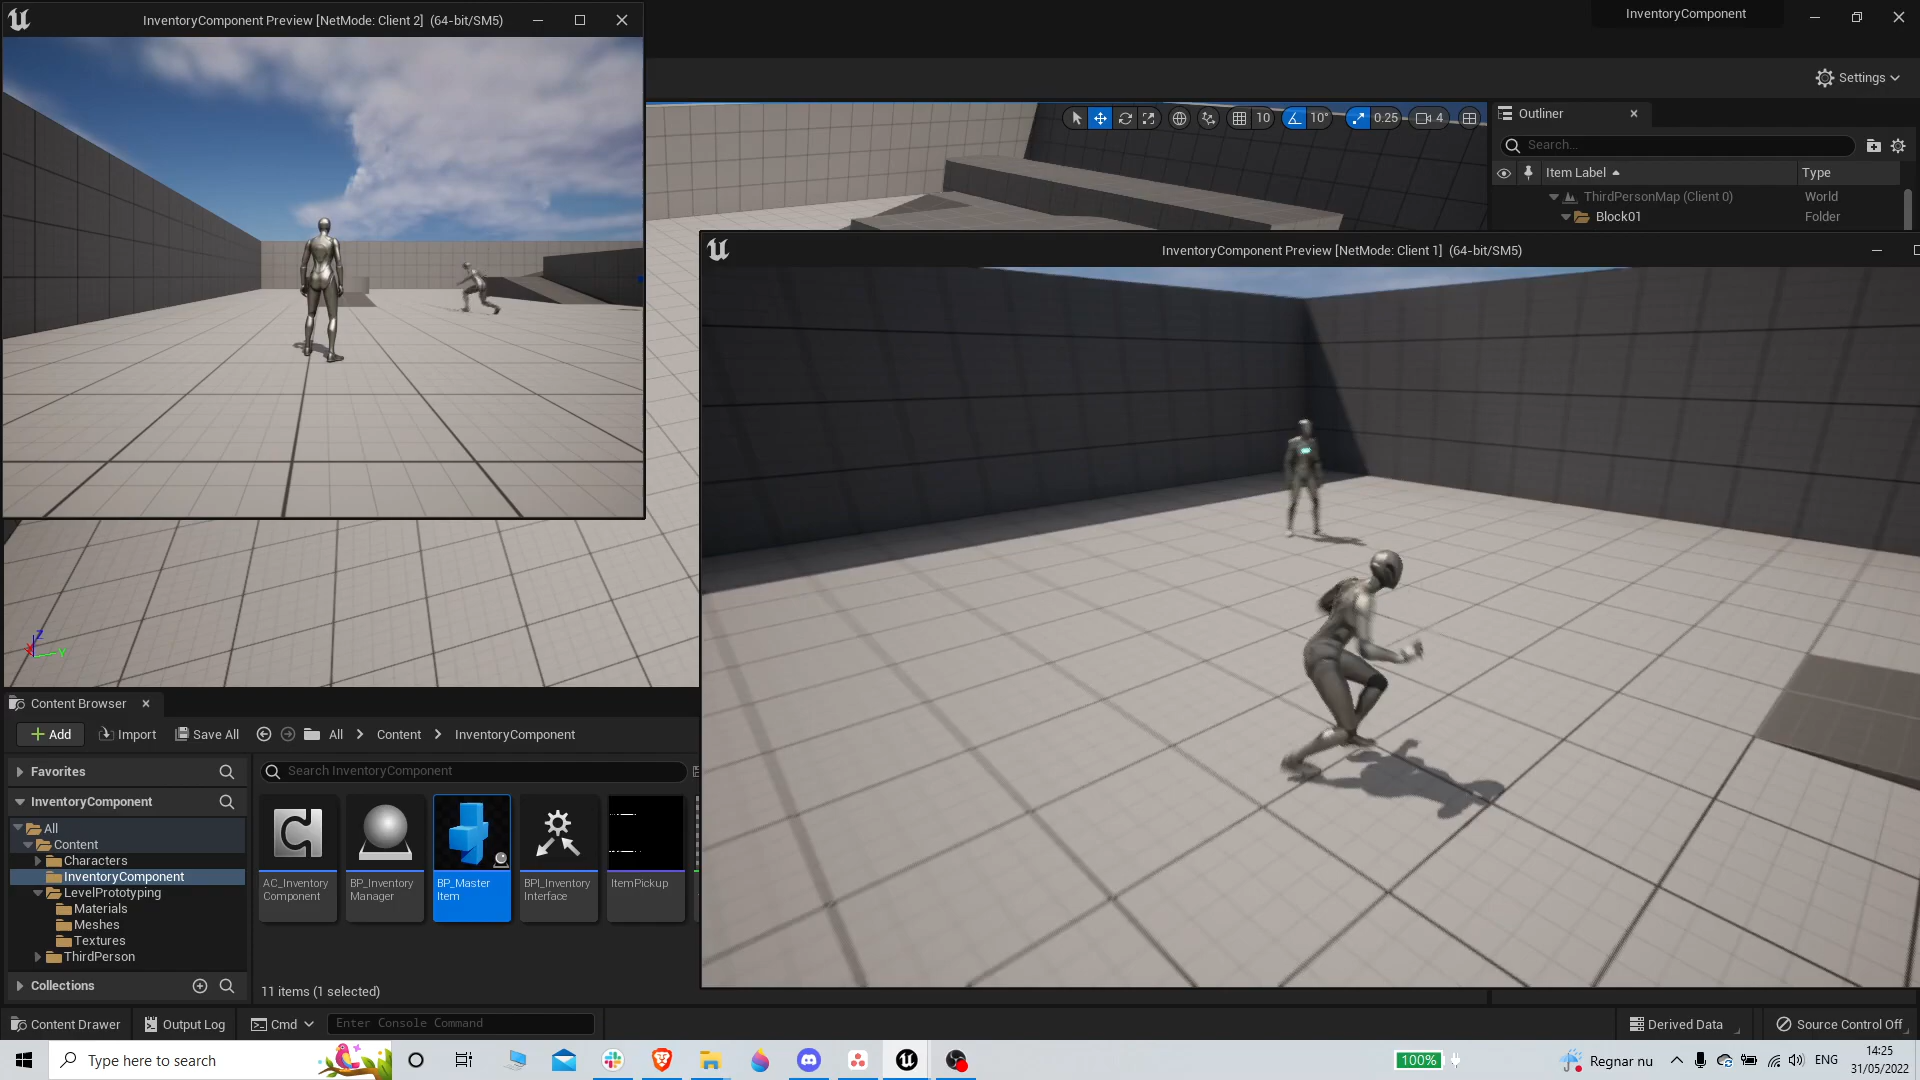 InventoryComponent Preview [NetMode: Client 2]  (64-bit/SM5)
InventoryComponent
Settings
10
10°
0.25
4
Outliner
Search...
Item Label
Type
ThirdPersonMap (Client 0)
World
Block01
Folder
InventoryComponent Preview [NetMode: Client 1]  (64-bit/SM5)
Z
Y
Content Browser
Add
Import
Save All
All
Content
InventoryComponent
Favorites
Search InventoryComponent
InventoryComponent
All
Content
Characters
InventoryComponent
LevelPrototyping
Materials
Meshes
Textures
ThirdPerson
Collections
AC_Inventory
Component
BP_Inventory
Manager
BP_Master
Item
BPI_Inventory
Interface
ItemPickup
11 items (1 selected)
Content Drawer
Output Log
Cmd
Enter Console Command
Derived Data
Source Control Off
Type here to search
100%
Regnar nu
ENG
14:25
31/05/2022